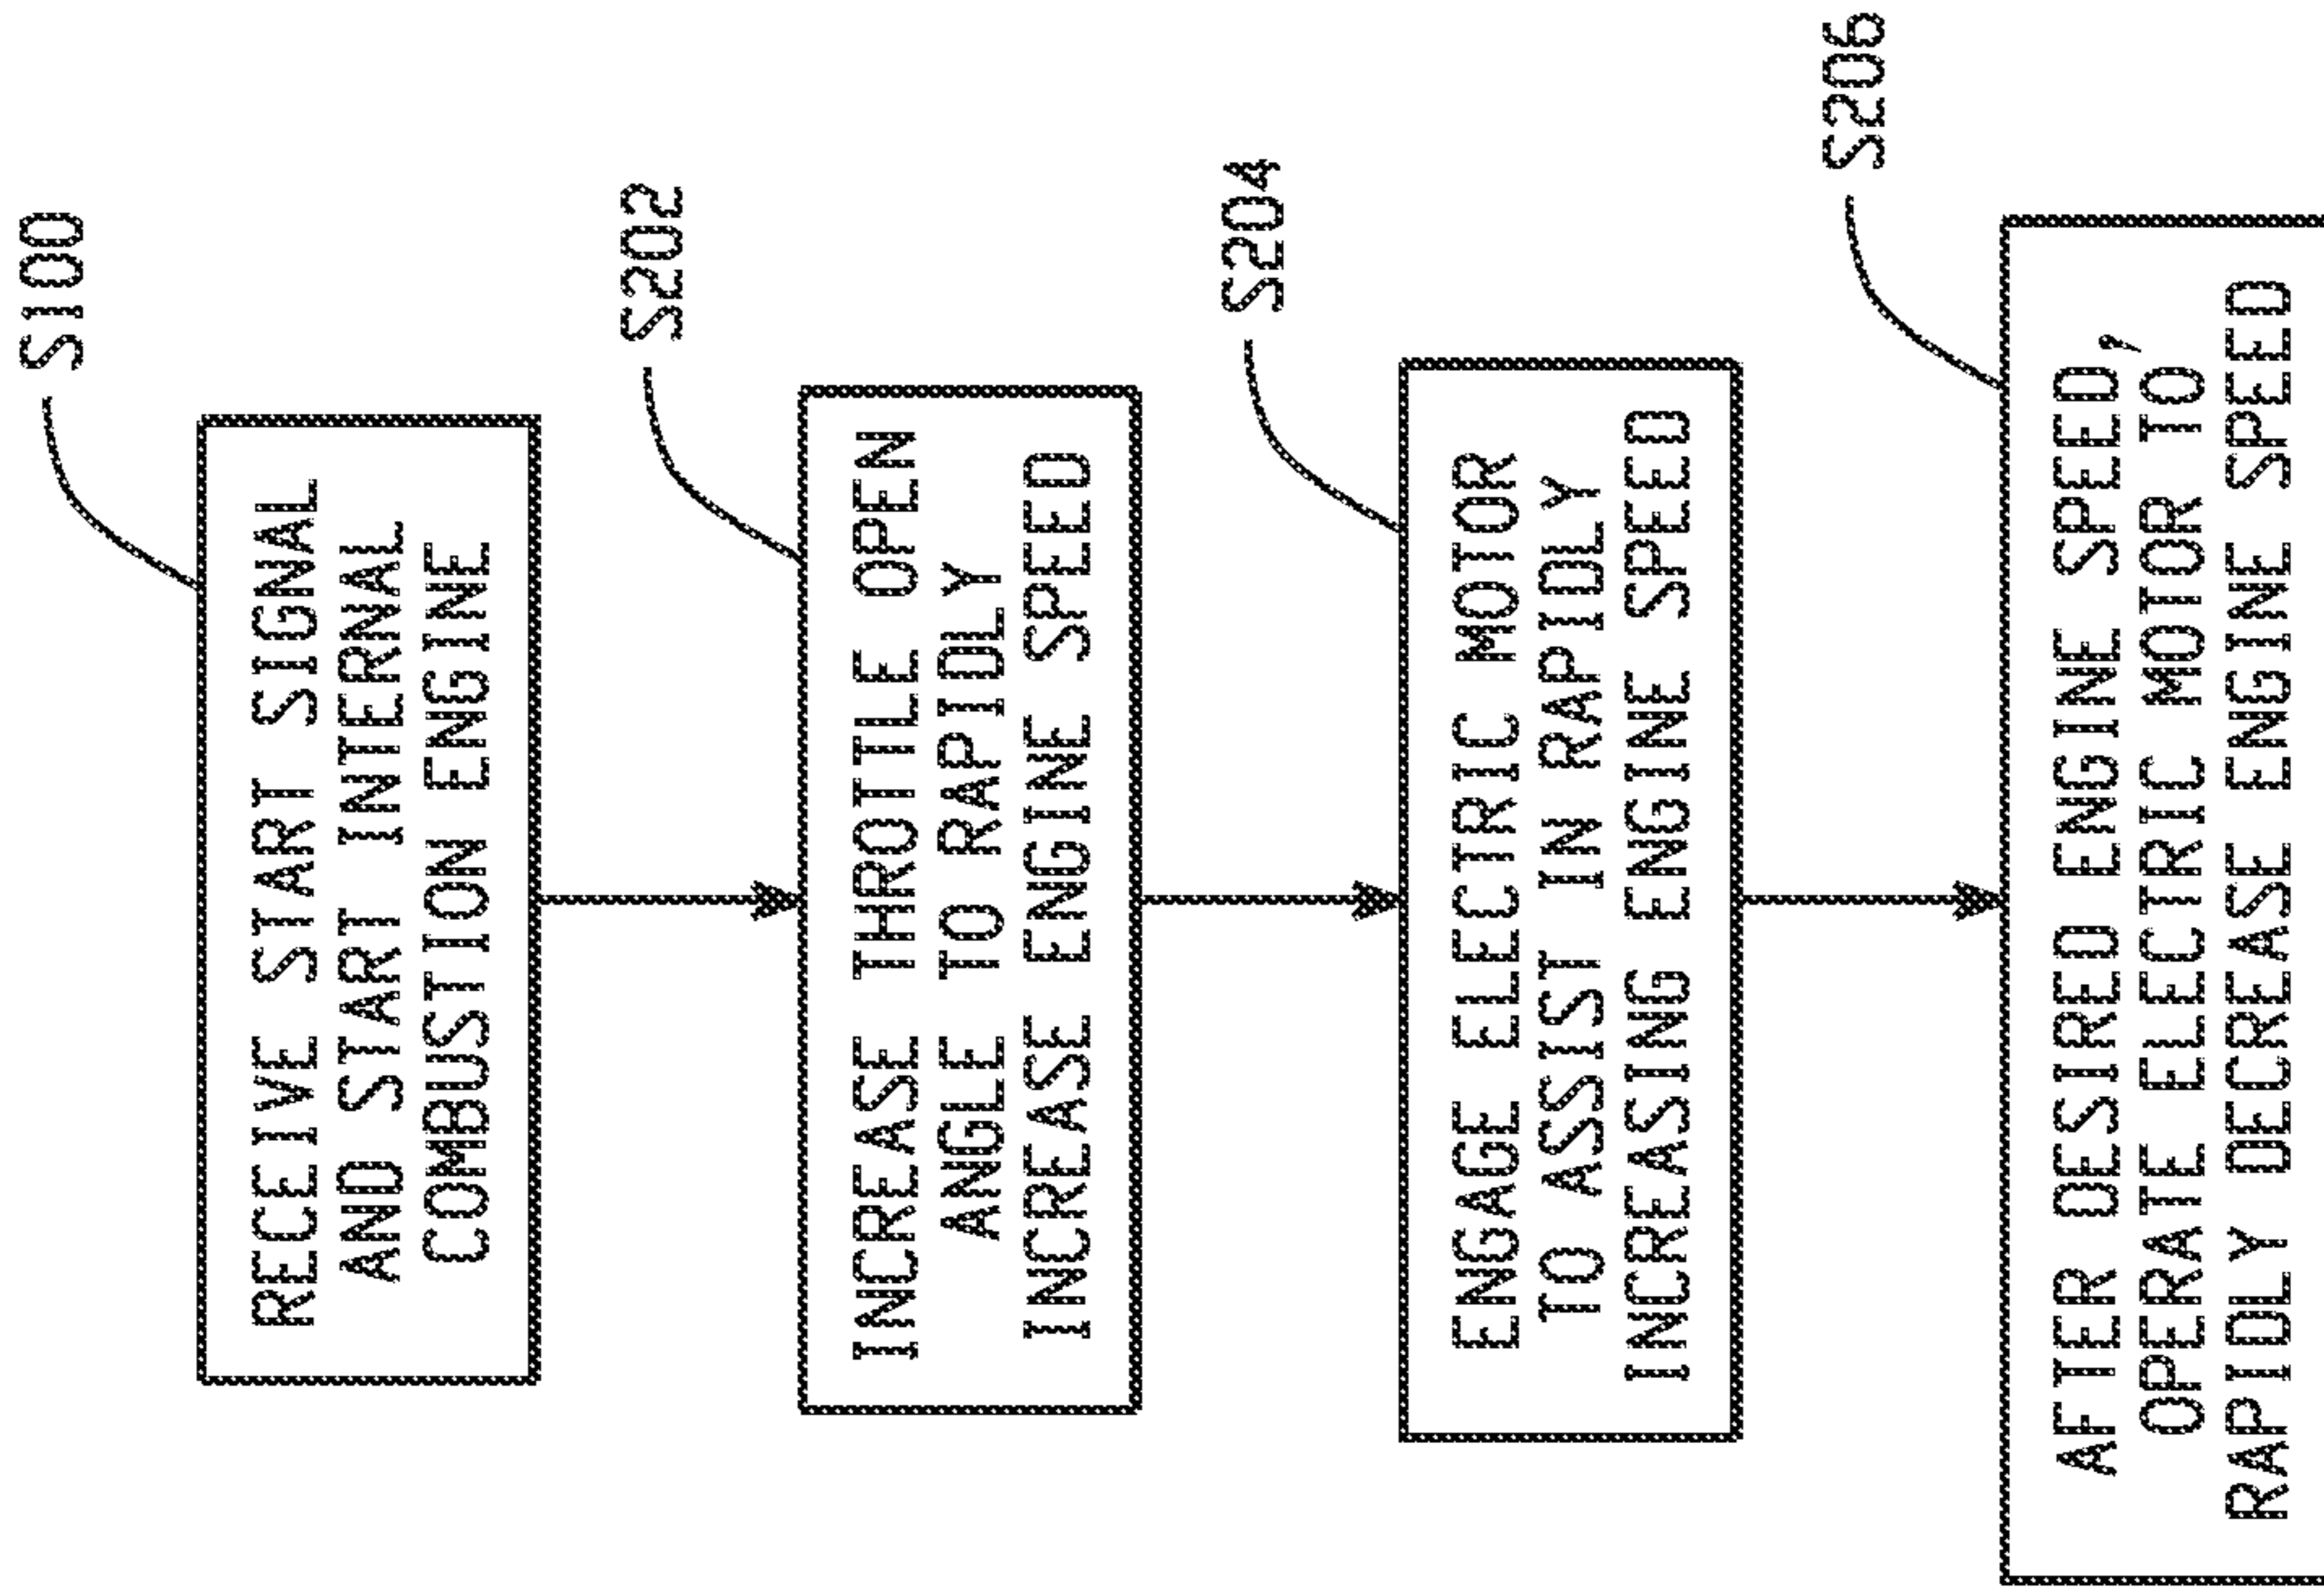 S100
RECEIVE START SIGNAL
AND START INTERNAL
COMBUSTION ENGINE
S202
INCREASE THROTTLE OPEN
ANGLE TO RAPIDLY
INCREASE ENGINE SPEED
S204
ENGAGE ELECTRIC MOTOR
TO ASSIST IN RAPIDLY
INCREASING ENGINE SPEED
S206
AFTER DESIRED ENGINE SPEED,
OPERATE ELECTRIC MOTOR TO
RAPIDLY DECREASE ENGINE SPEED